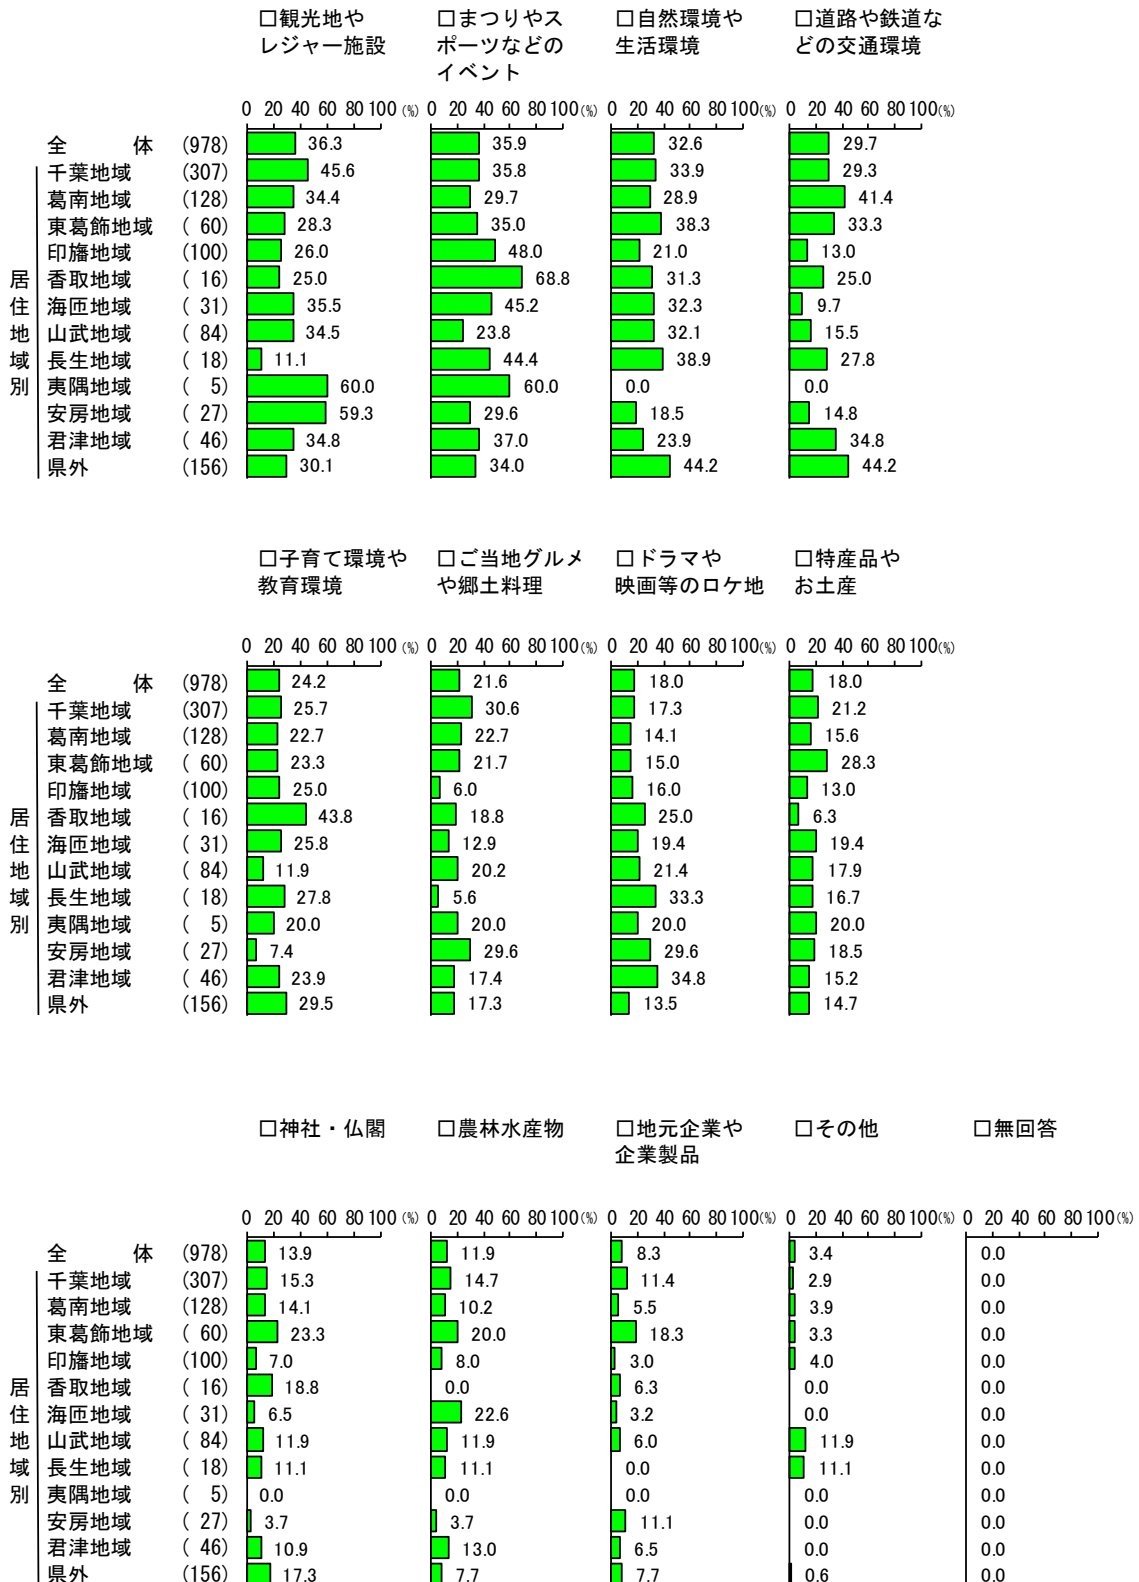 □観光地や □まつりやス □自然環境や □道路や鉄道な
レジャー施設 ポーツなどの 生活環境 どの交通環境
イベント
0 20 40 60 80 100(%) 0 20 40 60 80 100(%) 0 20 40 60 80 100(%) 0 20 40 60 80 100(%)
全 体 (978) 36.3 35.9 32.6 29.7
千葉地域 (307) 45.6 35.8 33.9 29.3
葛南地域 (128) 34.4 29.7 28.9 41.4
東葛飾地域 ( 60) 28.3 35.0 38.3 33.3
印旛地域 (100) 26.0 48.0 21.0 13.0
居 香取地域 ( 16) 25.0 68.8 31.3 25.0
住 海匝地域 ( 31) 35.5 45.2 32.3 9.7
地 山武地域 ( 84) 34.5 23.8 32.1 15.5
域 長生地域 ( 18) 11.1 44.4 38.9 27.8
別 夷隅地域 ( 5) 60.0 60.0 0.0 0.0
安房地域 ( 27) 59.3 29.6 18.5 14.8
君津地域 ( 46) 34.8 37.0 23.9 34.8
県外 (156) 30.1 34.0 44.2 44.2
□子育て環境や □ご当地グルメ □ドラマや □特産品や
教育環境 や郷土料理 映画等のロケ地 お土産
0 20 40 60 80 100(%) 0 20 40 60 80 100(%) 0 20 40 60 80 100(%) 0 20 40 60 80 100(%)
全 体 (978) 24.2 21.6 18.0 18.0
千葉地域 (307) 25.7 30.6 17.3 21.2
葛南地域 (128) 22.7 22.7 14.1 15.6
東葛飾地域 ( 60) 23.3 21.7 15.0 28.3
印旛地域 (100) 25.0 6.0 16.0 13.0
居 香取地域 ( 16) 43.8 18.8 25.0 6.3
住 海匝地域 ( 31) 25.8 12.9 19.4 19.4
地 山武地域 ( 84) 11.9 20.2 21.4 17.9
域 長生地域 ( 18) 27.8 5.6 33.3 16.7
別 夷隅地域 ( 5) 20.0 20.0 20.0 20.0
安房地域 ( 27) 7.4 29.6 29.6 18.5
君津地域 ( 46) 23.9 17.4 34.8 15.2
県外 (156) 29.5 17.3 13.5 14.7
□神社・仏閣 □農林水産物 □地元企業や □その他 □無回答
企業製品
0 20 40 60 80 100(%) 0 20 40 60 80 100(%) 0 20 40 60 80 100(%) 0 20 40 60 80 100(%) 0 20 40 60 80 100(%)
全 体 (978) 13.9 11.9 8.3 3.4 0.0
千葉地域 (307) 15.3 14.7 11.4 2.9 0.0
葛南地域 (128) 14.1 10.2 5.5 3.9 0.0
東葛飾地域 ( 60) 23.3 20.0 18.3 3.3 0.0
印旛地域 (100) 7.0 8.0 3.0 4.0 0.0
居 香取地域 ( 16) 18.8 0.0 6.3 0.0 0.0
住 海匝地域 ( 31) 6.5 22.6 3.2 0.0 0.0
地 山武地域 ( 84) 11.9 11.9 6.0 11.9 0.0
域 長生地域 ( 18) 11.1 11.1 0.0 11.1 0.0
別 夷隅地域 ( 5) 0.0 0.0 0.0 0.0 0.0
安房地域 ( 27) 3.7 3.7 11.1 0.0 0.0
君津地域 ( 46) 10.9 13.0 6.5 0.0 0.0
県外 (156) 17.3 7.7 7.7 0.6 0.0